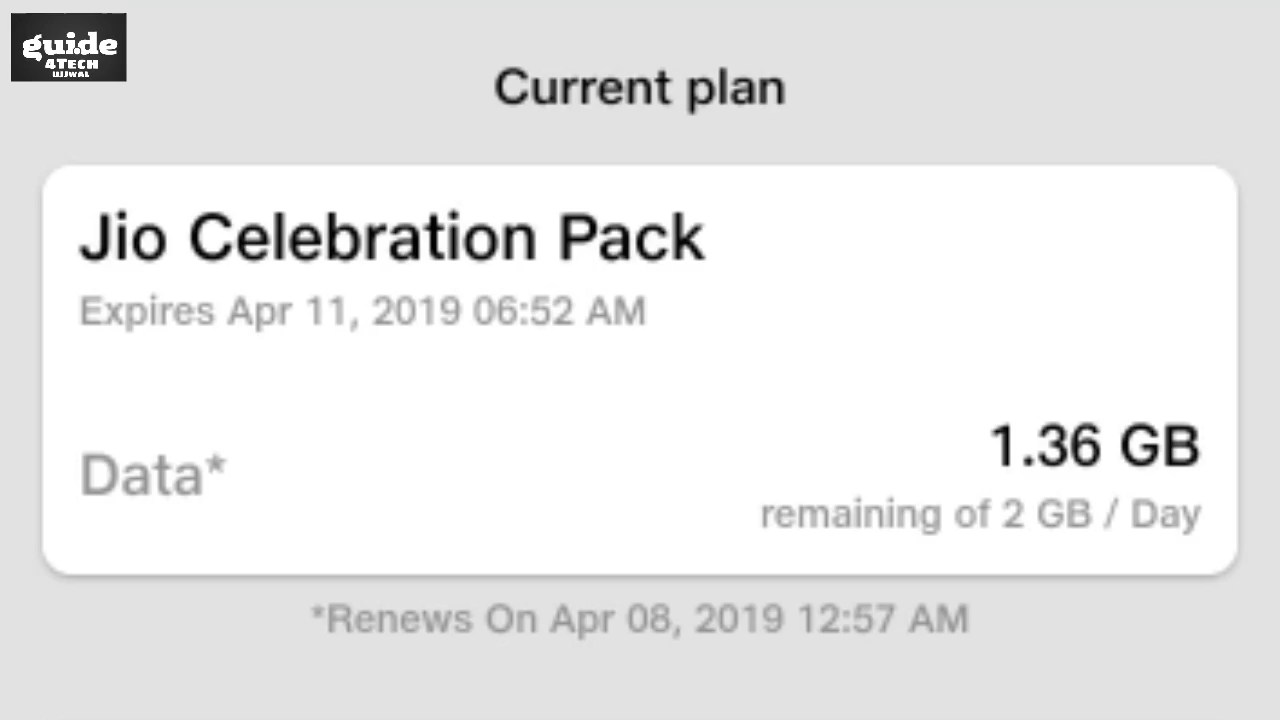 guide
4TECH
UJJWAL
Current plan
Jio Celebration Pack
Expires Apr 11, 2019 06:52 AM
1.36 GB
Data*
remaining of 2 GB / Day
*Renews On Apr 08, 2019 12:57 AM